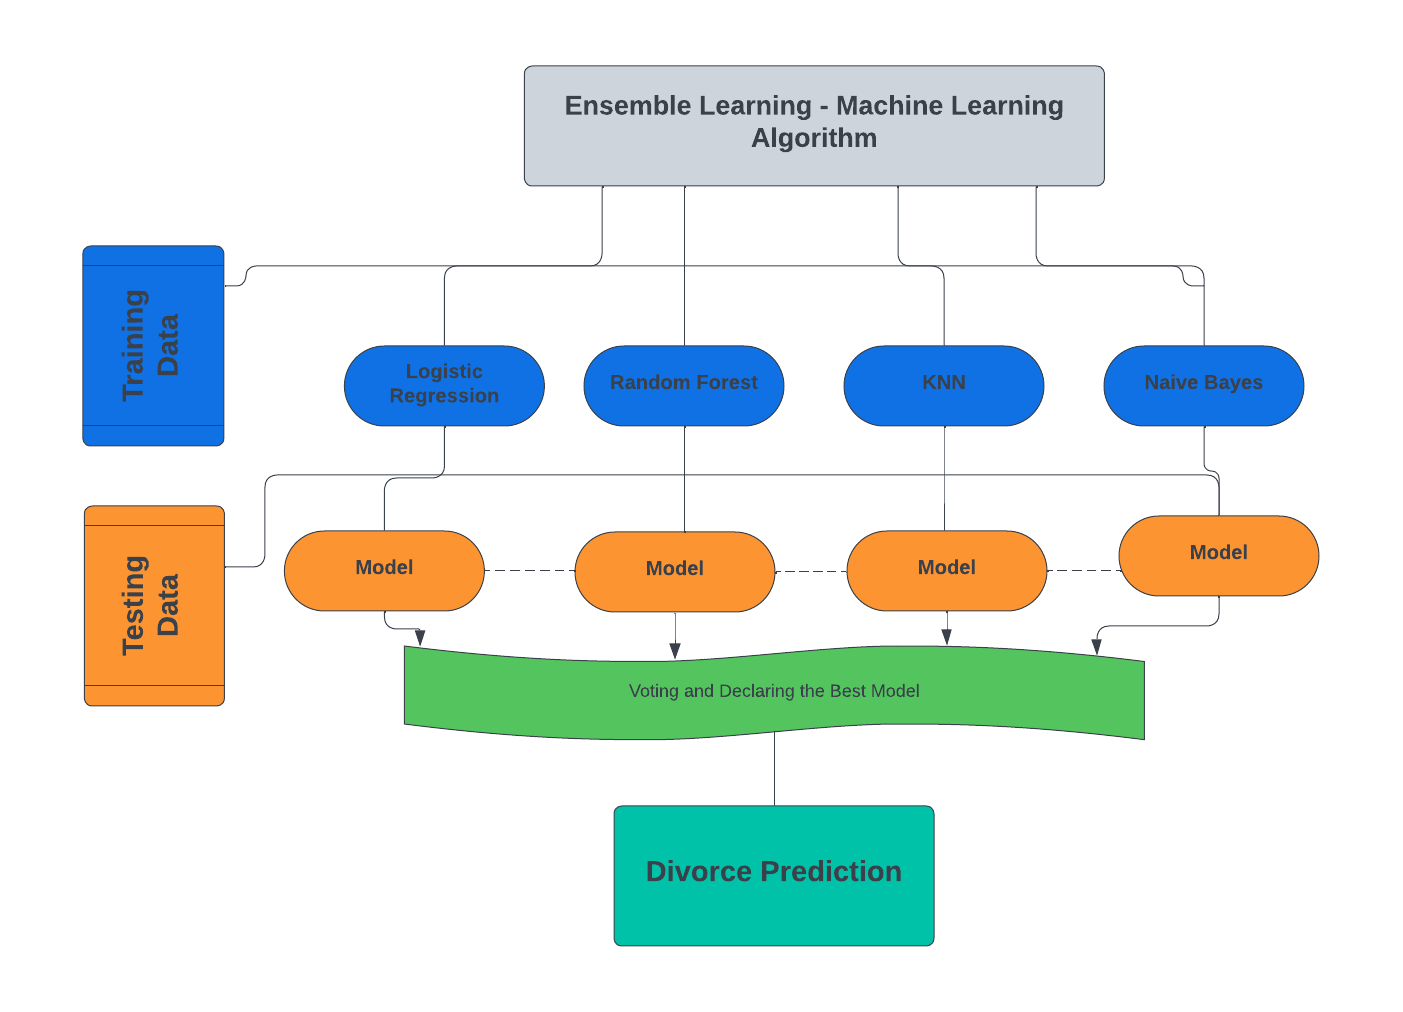 Ensemble Learning - Machine Learning
Algorithm
Training
Data
Logistic
Regression
Random Forest
KNN
Naive Bayes
Testing
Data
Model
Model
Model
Model
Voting and Declaring the Best Model
Divorce Prediction